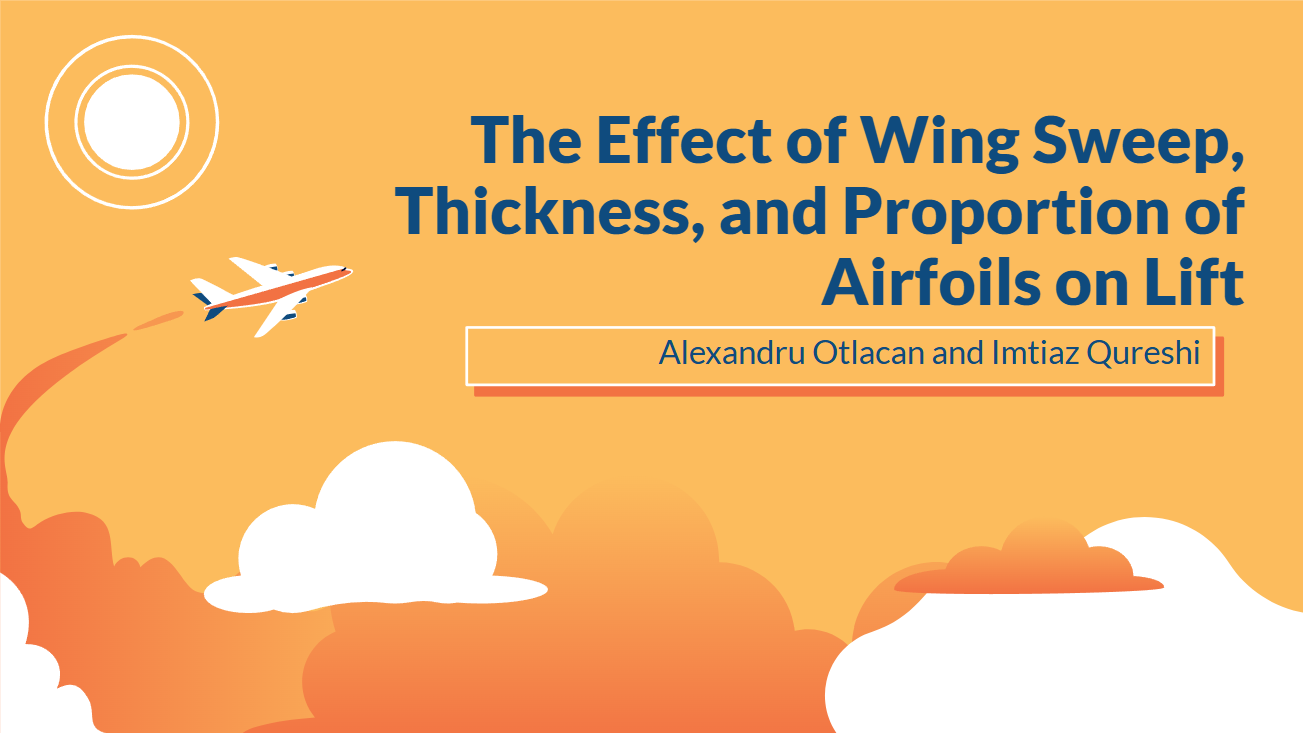 The Effect of Wing Sweep,
Thickness, and Proportion of
Airfoils on Lift
Alexandru Otlacan and Imtiaz Qureshi